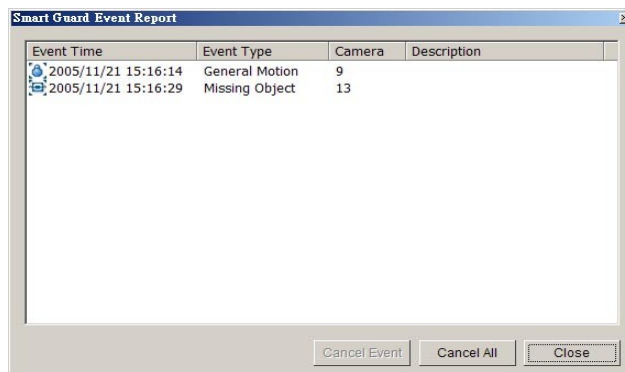 Smart Guard Event Report
Event Time Event Type Camera Description
2005/11/21 15:16:14 General Motion 9
2005/11/21 15:16:29 Missing Object 13
Cancel Event Cancel All Close